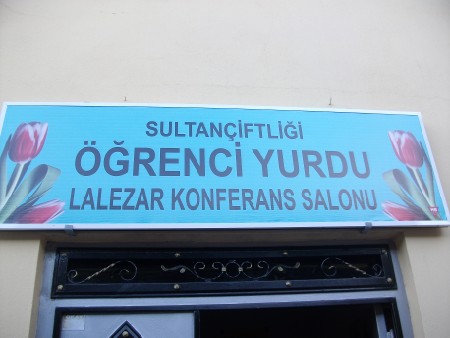 SULTANÇİFTLİĞİ
ÖĞRENCİ YURDU
LALEZAR KONFERANS SALONU